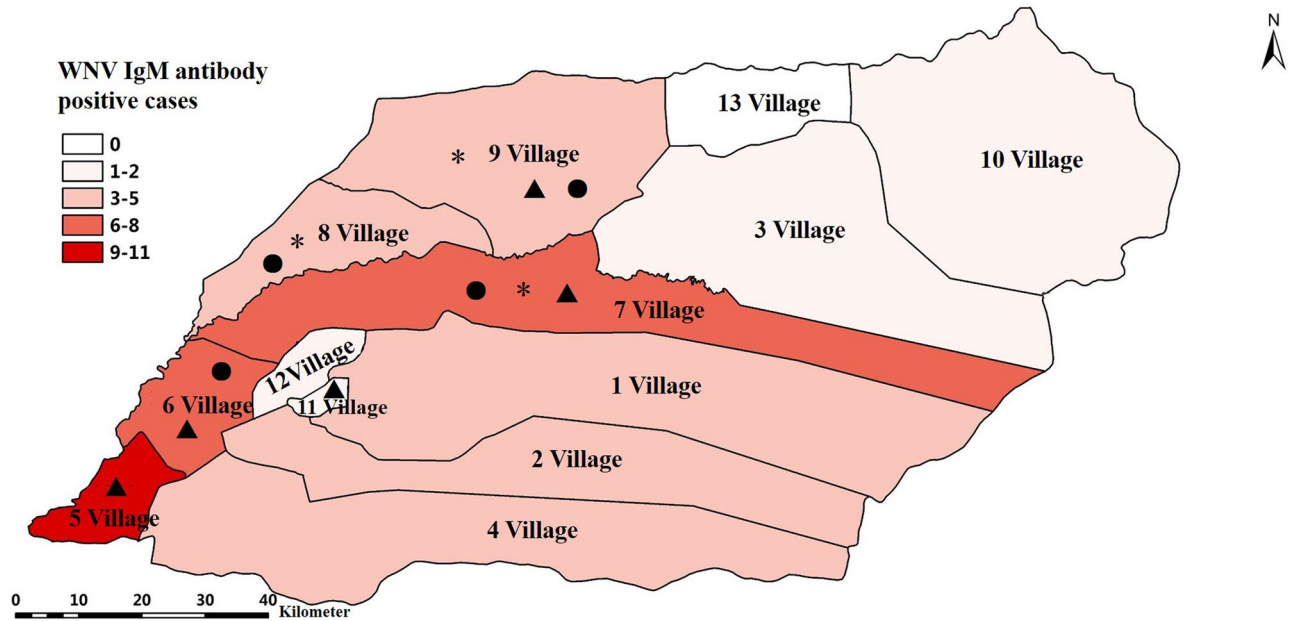 N
WNV IgM antibody
positive cases
0
1-2
3-5
6-8
9-11
13 Village
9 Village
10 Village
8 Village
3 Village
7 Village
12Village
1 Village
6 Village
11 Village
2 Village
5 Village
4 Village
0 10 20 30 40 Kilometer